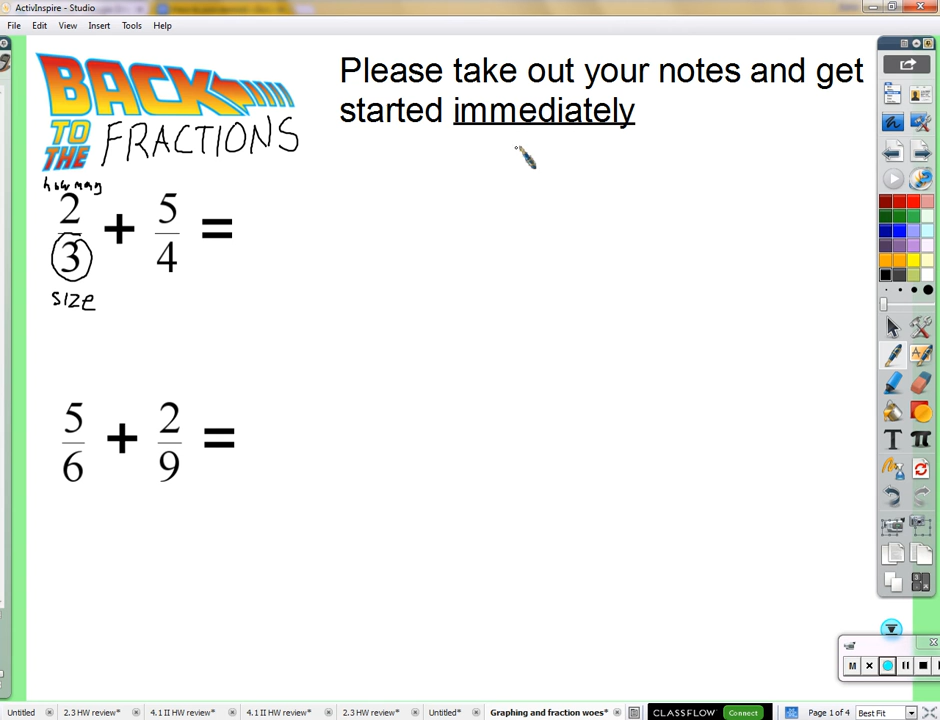 ActivInspire - Studio
File Edit View Insert Tools Help
BACK
TO
THE FRACTIONS
Please take out your notes and get
started immediately
2/3 + 5/4 =
size
5/6 + 2/9 =
M
Untitled 2.3 HW review* 4.1 II HW review* 4.1 II HW review* 2.3 HW review* Untitled* Graphing and fraction woes* CLASSFLOW Connect Page 1 of 4 Best Fit